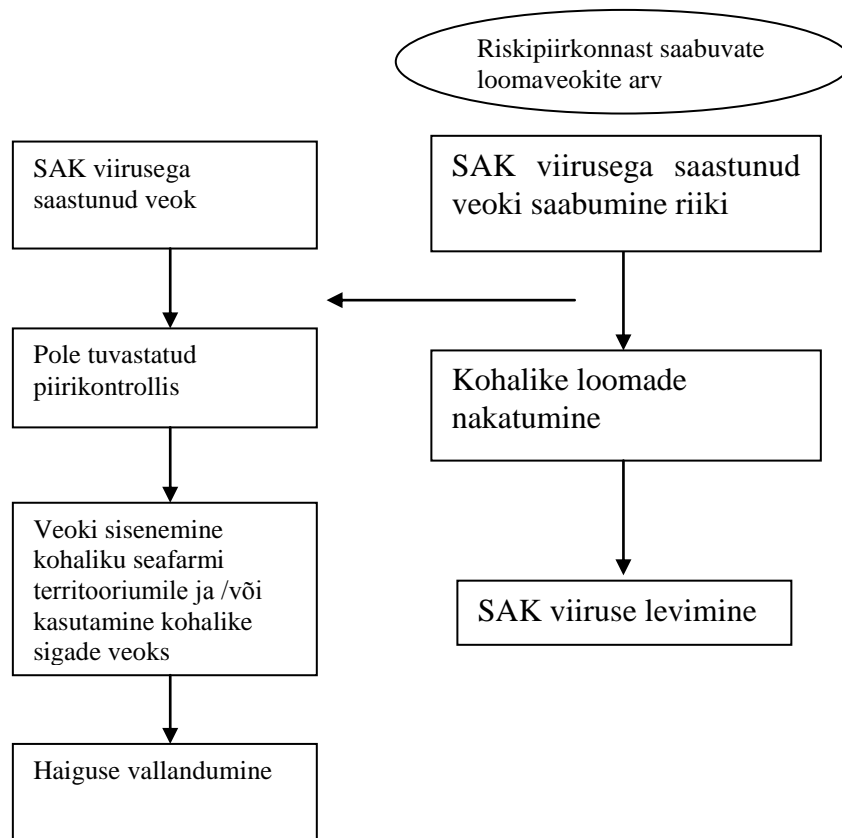 Riskipiirkonnast saabuvate
loomaveokite arv
SAK viirusega
saastunud veok
SAK viirusega saastunud
veoki saabumine riiki
Pole tuvastatud
piirikontrollis
Kohalike loomade
nakatumine
Veoki sisenemine
kohaliku seafarmi
territooriumile ja /või
kasutamine kohalike
sigade veoks
SAK viiruse levimine
Haiguse vallandumine